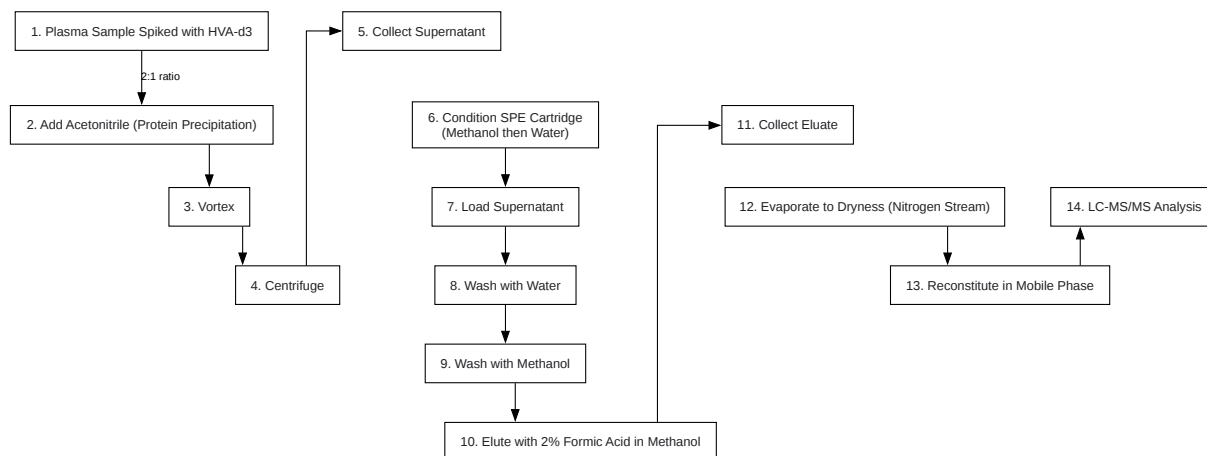 1. Plasma Sample Spiked with HVA-d3
2:1 ratio
2. Add Acetonitrile (Protein Precipitation)
3. Vortex
4. Centrifuge
5. Collect Supernatant
6. Condition SPE Cartridge
(Methanol then Water)
7. Load Supernatant
8. Wash with Water
9. Wash with Methanol
10. Elute with 2% Formic Acid in Methanol
11. Collect Eluate
12. Evaporate to Dryness (Nitrogen Stream)
13. Reconstitute in Mobile Phase
14. LC-MS/MS Analysis